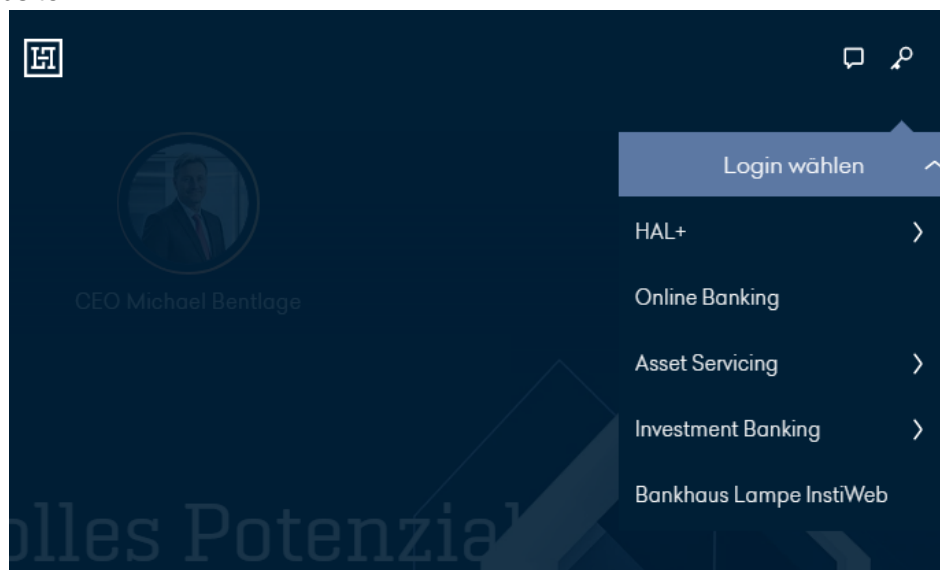 Login wählen
HAL+
CEO Michael Bentlage
Online Banking
Asset Servicing
Investment Banking
Bankhaus Lampe InstiWeb
olles Potenzial